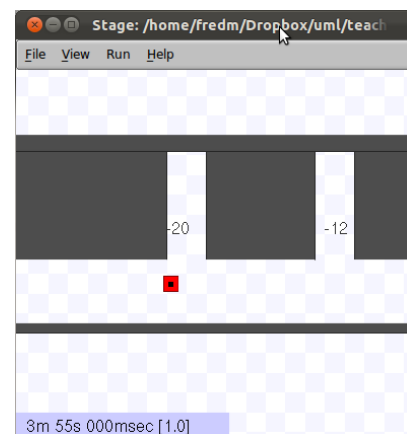 Stage: /home/fredm/Dropbox/uml/teach
File View Run Help
-20 -12
3m 55s 000msec [1.0]